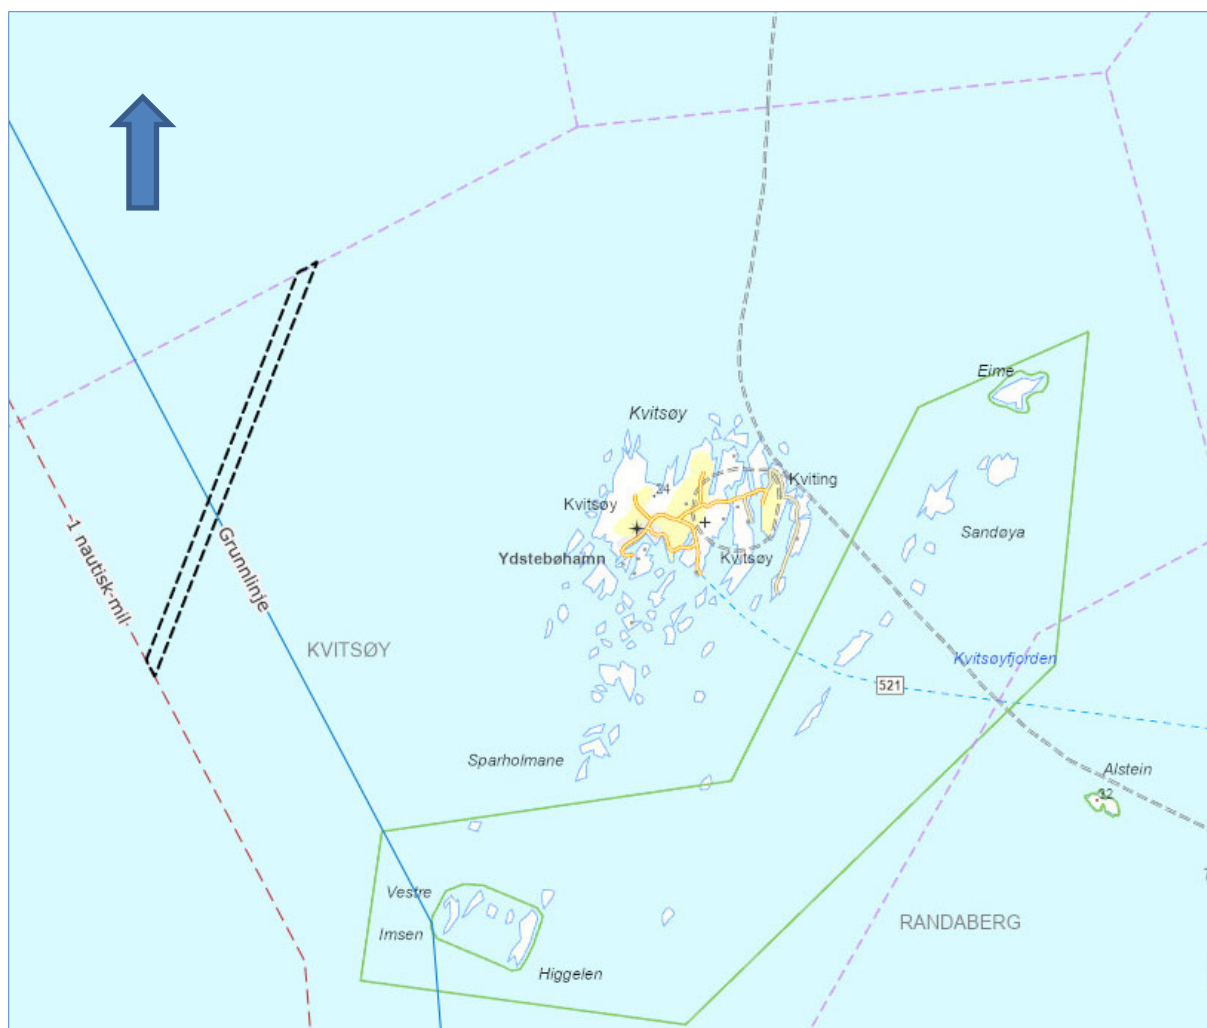 Eime
Kvitsøy
24
Kviting
Kvitsøy
Grunnlinje
Sandøya
Ydstebøhamn
Kvitsøy
1 nautisk-mil
KVITSØY
Kvitsøyfjorden
521
Sparholmane
Alstein
32
Vestre
Imsen
RANDABERG
Higgelen